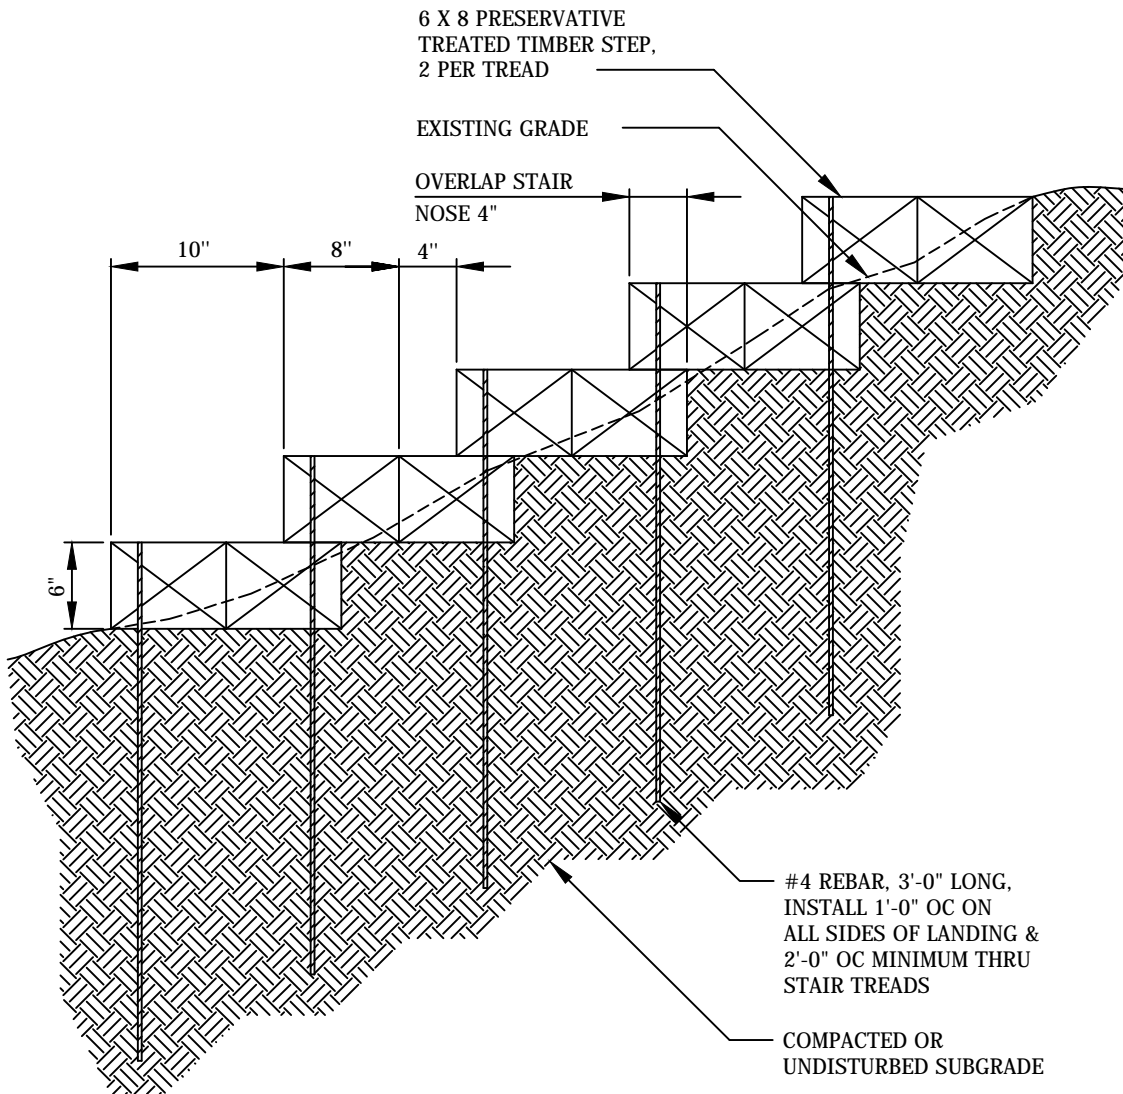 6 X 8 PRESERVATIVE
TREATED TIMBER STEP,
2 PER TREAD
EXISTING GRADE
OVERLAP STAIR
NOSE 4"
10"
8"
4"
6"
#4 REBAR, 3'-0" LONG,
INSTALL 1'-0" OC ON
ALL SIDES OF LANDING &
2'-0" OC MINIMUM THRU
STAIR TREADS
COMPACTED OR
UNDISTURBED SUBGRADE